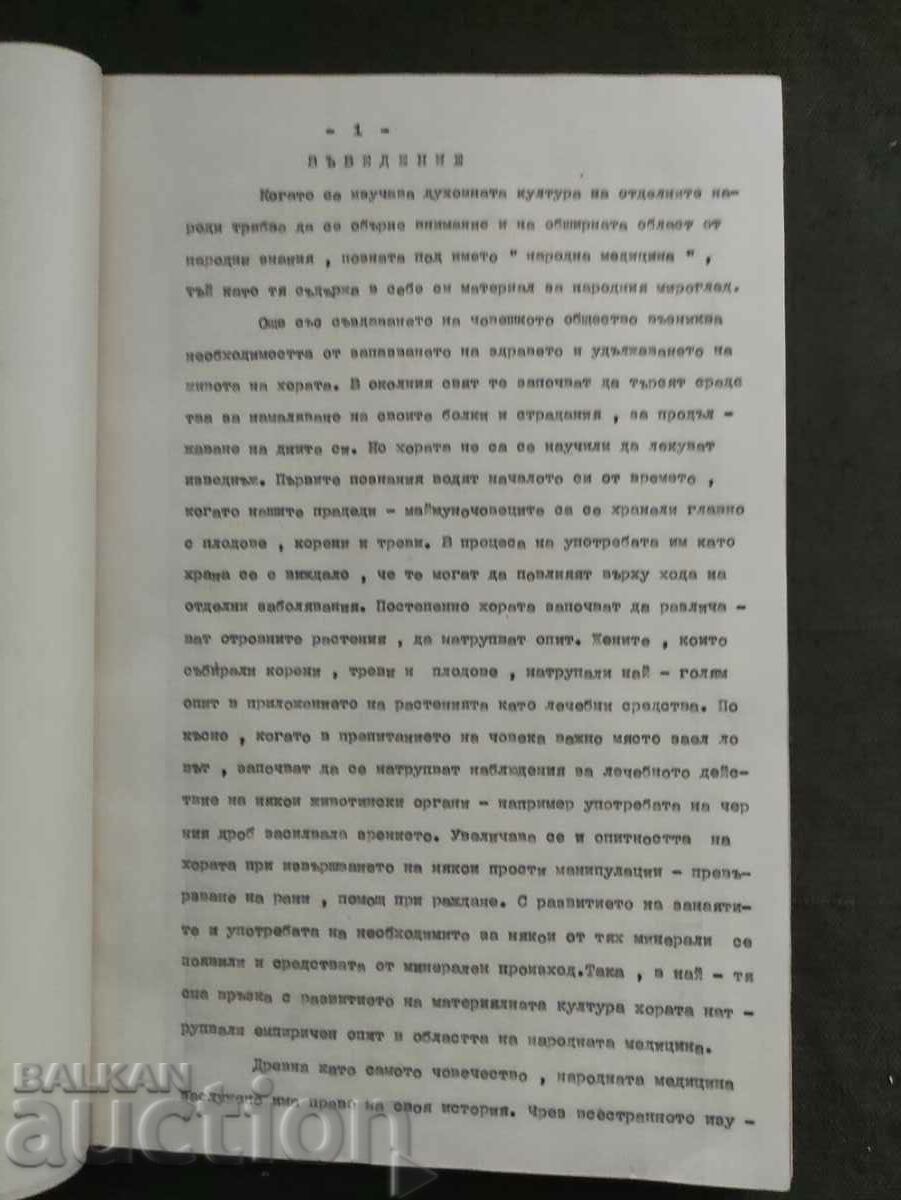 - 1 -
ВЪВЕДЕНИЕ
Когато се изучава духовната култура на отделните на-
роди трябва да се обърне внимание и на обширната област от
народни знания , позната под името " народна медицина " ,
тъй като тя съдържа в себе си материал за народния мироглед.
Още със създаването на човешкото общество възниква
необходимостта от запазването на здравето и удължаването на
живота на хората. В околния свят те започват да търсят средс
тва за намаляване на своите болки и страдания , за продъл -
жаване на дните си. Но хората не са се научили да лекуват
изведнъж. Първите познания водят началото си от времето ,
когато нашите прадеди - маймуночовеците са се хранели главно
с плодове , корени и треви. В процеса на употребата им като
храна се е виждало , че те могат да повлияят върху хода на
отделни заболявания. Постепенно хората започват да различа -
ват отровните растения , да натрупват опит. Жените , които
събирали корени , треви и плодове , натрупали най - голям
опит в приложението на растенията като лечебни средства. По
късно , когато в препитанието на човека важно място заел ло
вът , започват да се натрупват наблюдения за лечебното дейс-
твие на някои животински органи - например употребата на чер
ния дроб засилвала зрението. Увеличава се и опитността на
хората при извършването на някои прости манипулации - превъ-
рзване на рани , помощ при раждане. С развитието на занаяти-
те и употребата на необходимите за някои от тях минерали се
появили и средствата от минерален произход.Така , в най - тя
сна връзка с развитието на материалната култура хората нат -
рупвали емпиричен опит в областта на народната медицина.
Древна като самото човечество , народната медицина
заслужено има право на своя история. Чрез всестранното изу -
BALKAN
auction